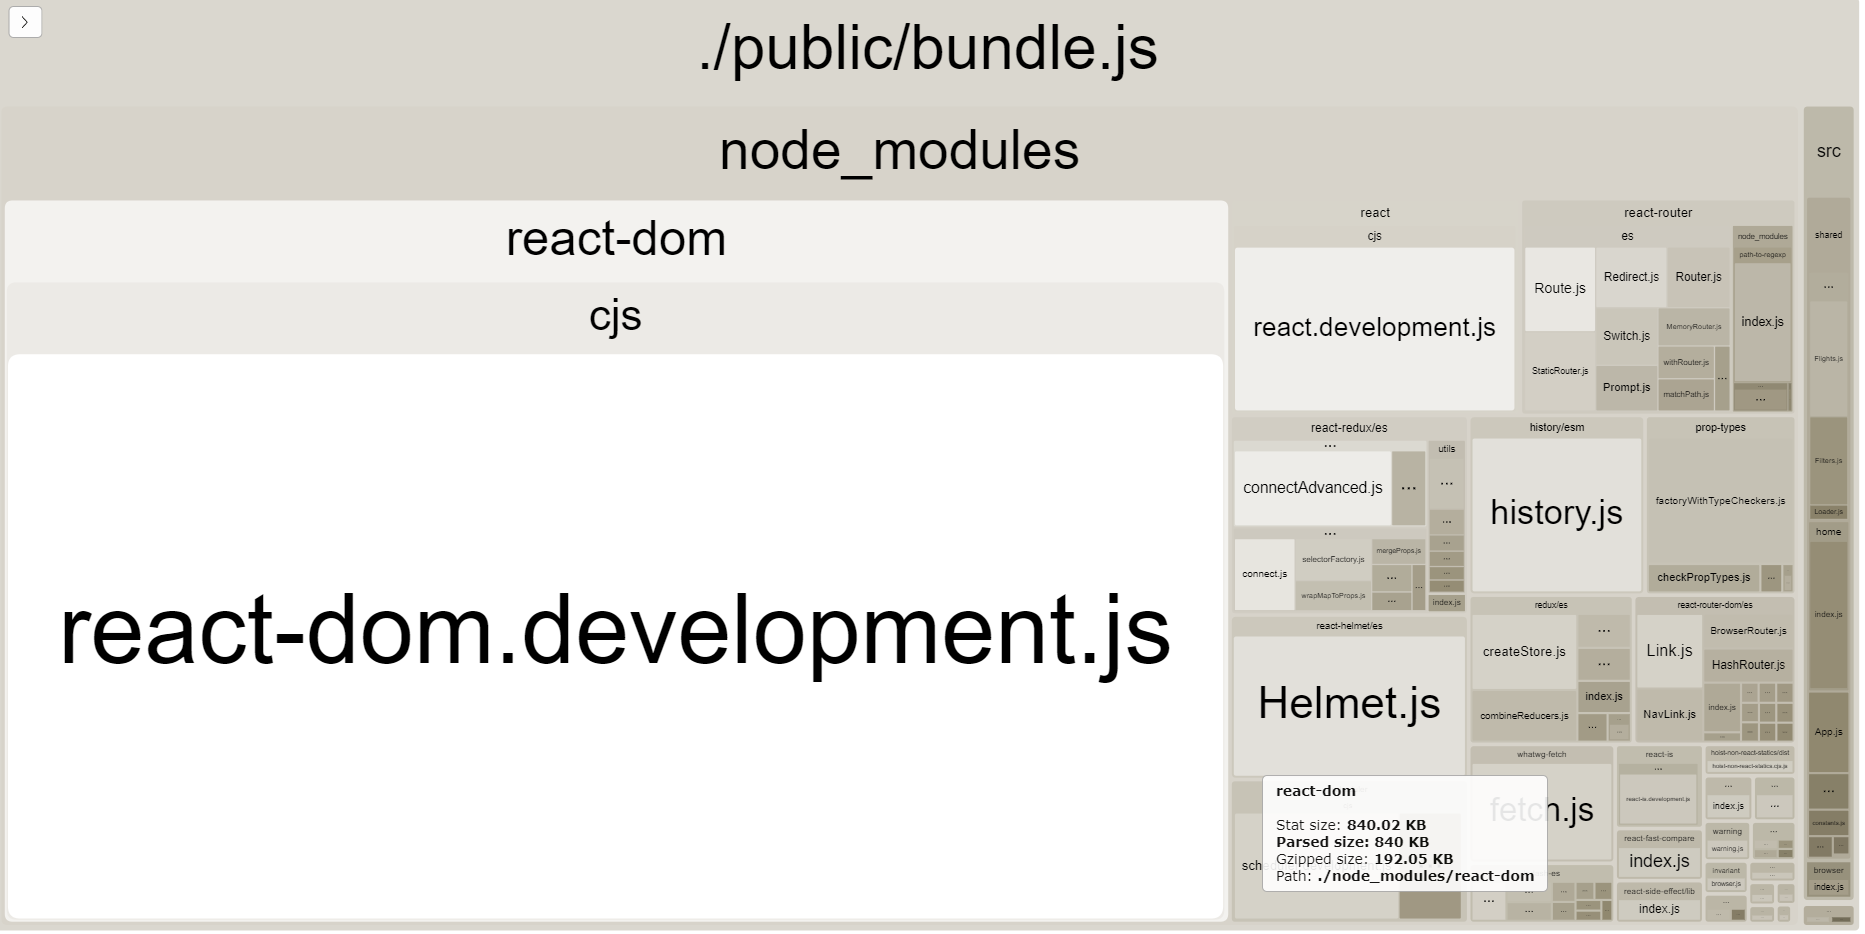 ./public/bundle.js
node_modules
src
react-dom
cjs
react-dom.development.js
react
cjs
react.development.js
react-router
es
node_modules
path-to-regexp
Route.js
Redirect.js
Router.js
index.js
StaticRouter.js
Switch.js
MemoryRouter.js
withRouter.js
...
Prompt.js
matchPath.js
...
react-redux/es
...
utils
connectAdvanced.js
...
...
...
...
connect.js
selectorFactory.js
mergeProps.js
...
...
wrapMapToProps.js
...
index.js
history/esm
history.js
prop-types
factoryWithTypeCheckers.js
checkPropTypes.js
...
react-helmet/es
Helmet.js
redux/es
createStore.js
...
...
index.js
combineReducers.js
...
react-router-dom/es
Link.js
BrowserRouter.js
HashRouter.js
NavLink.js
index.js
whatwg-fetch
fetch.js
react-is
...
react-is.development.js
hoist-non-react-statics/dist
hoist-non-react-statics.cjs.js
...
...
index.js
...
react-fast-compare
index.js
warning
...
warning.js
react-side-effect/lib
index.js
invariant
browser.js
...
sch
-es
...
...
react-dom
Stat size: 840.02 KB
Parsed size: 840 KB
Gzipped size: 192.05 KB
Path: ./node_modules/react-dom
shared
...
Flights.js
Filters.js
Loader.js
home
index.js
App.js
...
constants.js
...
browser
index.js